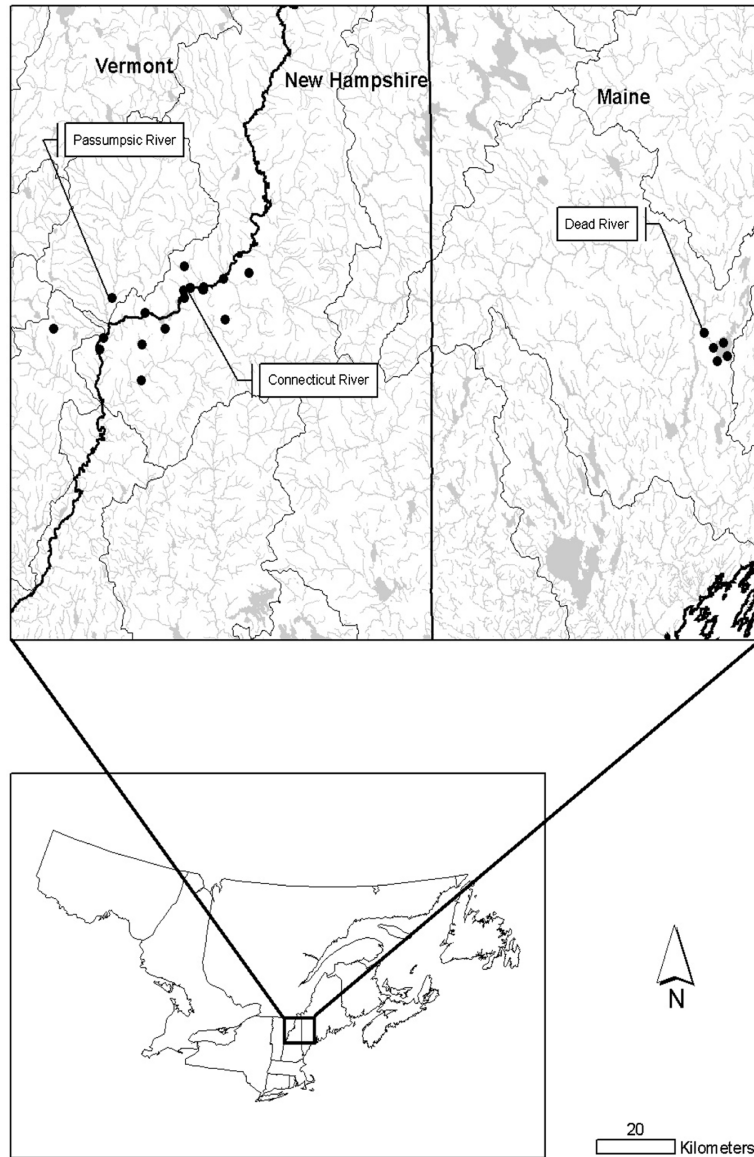 Vermont
New Hampshire
Maine
Passumpsic River
Dead River
Connecticut River
N
20
Kilometers